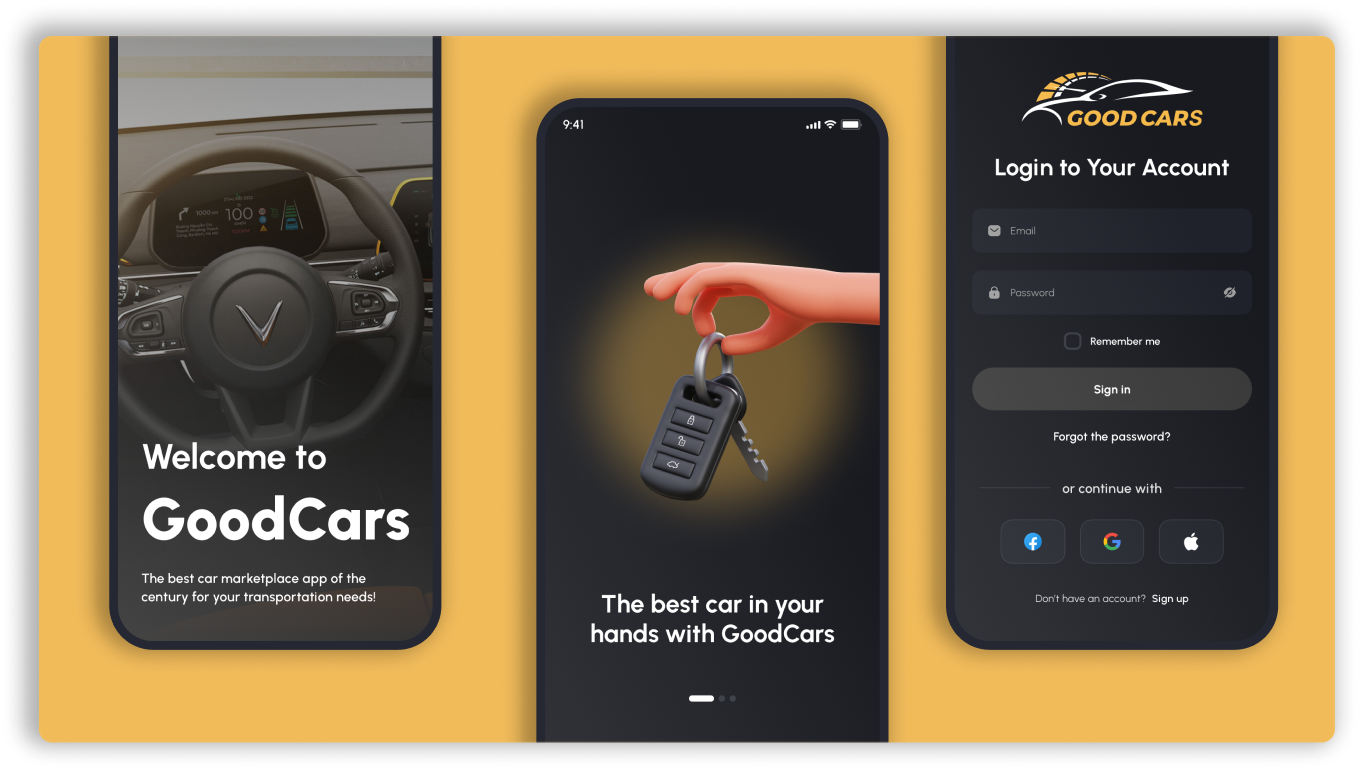 1000 KM
100
Welcome to
GoodCars
The best car marketplace app of the
century for your transportation needs!
9:41
The best car in your
hands with GoodCars
GOOD CARS
Login to Your Account
Email
Password
Remember me
Sign in
Forgot the password?
or continue with
Don't have an account? Sign up